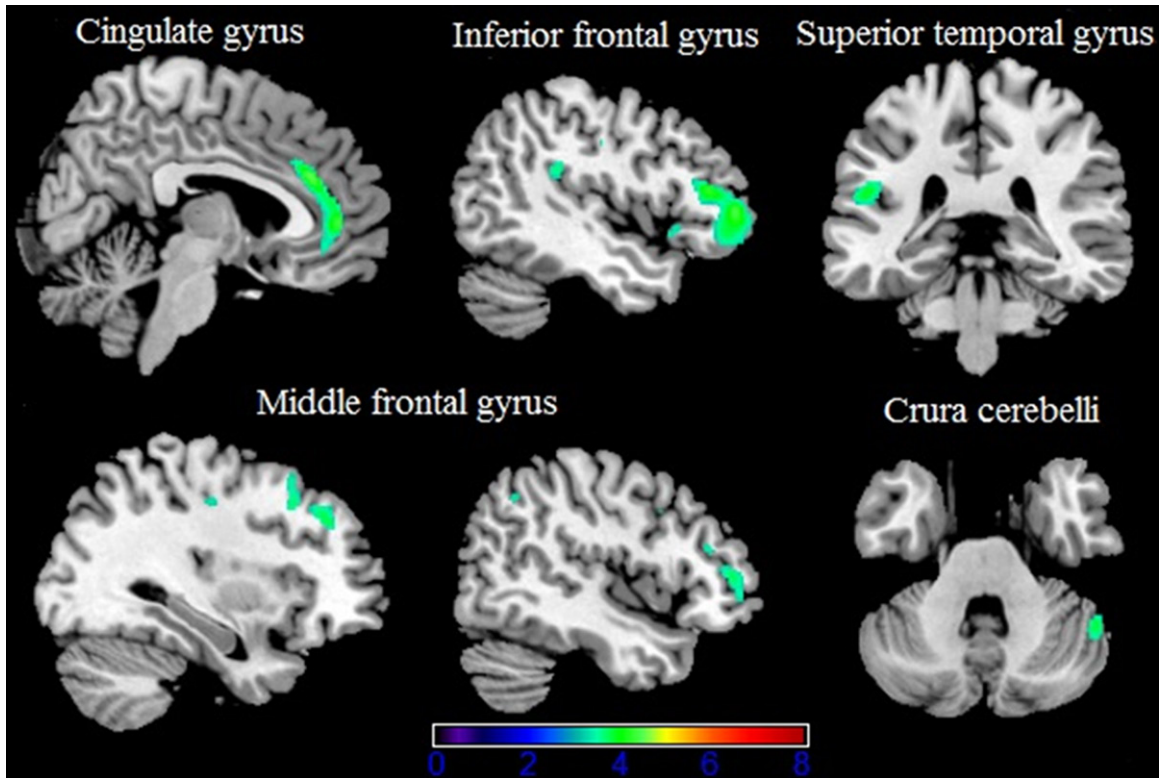 Cingulate gyrus
Inferior frontal gyrus
Superior temporal gyrus
Middle frontal gyrus
Crura cerebelli
0 2 4 6 8